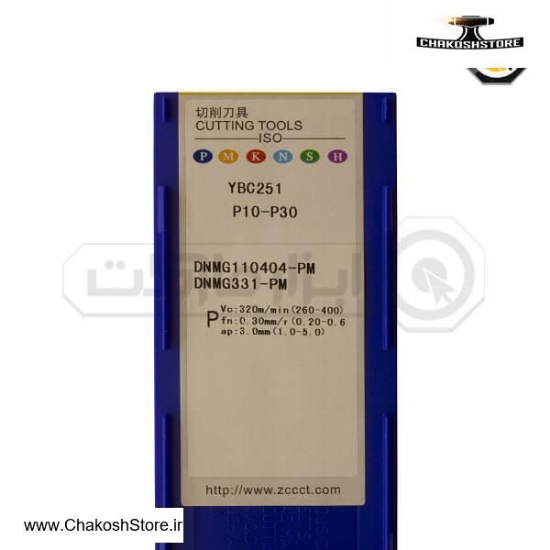 CHAKOSHSTORE
切削刀具
CUTTING TOOLS
ISO
P M K N S H
YBC251
P10-P30
ابزار مارکت
DNMG110404-PM
DNMG331-PM
P
Vc:320m/min(260-400)
fn:0.30mm/r(0.20-0.6
ap:3.0mm(1.0-5.0)
http://www.zccct.com
www.ChakoshStore.ir